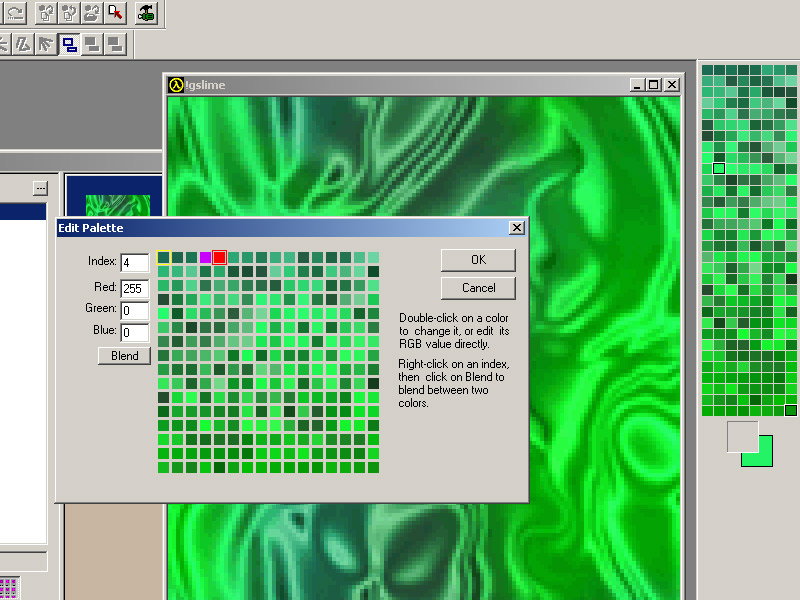 !gslime
...
Edit Palette
Index: 4
Red: 255
Green: 0
Blue: 0
Blend
OK
Cancel
Double-click on a color
to change it, or edit its
RGB value directly.
Right-click on an index,
then click on Blend to
blend between two
colors.